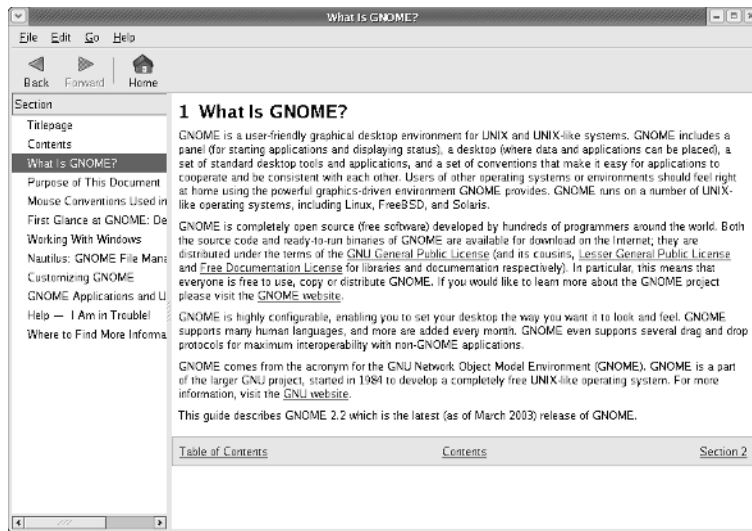 What Is GNOME?
File Edit Go Help
Back Forward Home
Section
Titlepage
Contents
What Is GNOME?
Purpose of This Document
Mouse Conventions Used in
First Glance at GNOME: De
Working With Windows
Nautilus: GNOME File Mana
Customizing GNOME
GNOME Applications and U
Help — I Am in Trouble!
Where to Find More Informa
1 What Is GNOME?
GNOME is a user-friendly graphical desktop environment for UNIX and UNIX-like systems. GNOME includes a
panel (for starting applications and displaying status), a desktop (where data and applications can be placed), a
set of standard desktop tools and applications, and a set of conventions that make it easy for applications to
cooperate and be consistent with each other. Users of other operating systems or environments should feel right
at home using the powerful graphics-driven environment GNOME provides. GNOME runs on a number of UNIX-
like operating systems, including Linux, FreeBSD, and Solaris.
GNOME is completely open source (free software) developed by hundreds of programmers around the world. Both
the source code and ready-to-run binaries of GNOME are available for download on the Internet; they are
distributed under the terms of the GNU General Public License (and its cousins, Lesser General Public License
and Free Documentation License for libraries and documentation respectively). In particular, this means that
everyone is free to use, copy or distribute GNOME. If you would like to learn more about the GNOME project
please visit the GNOME website.
GNOME is highly configurable, enabling you to set your desktop the way you want it to look and feel. GNOME
supports many human languages, and more are added every month. GNOME even supports several drag and drop
protocols for maximum interoperability with non-GNOME applications.
GNOME comes from the acronym for the GNU Network Object Model Environment (GNOME). GNOME is a part
of the larger GNU project, started in 1984 to develop a completely free UNIX-like operating system. For more
information, visit the GNU website.
This guide describes GNOME 2.2 which is the latest (as of March 2003) release of GNOME.
Table of Contents Contents Section 2